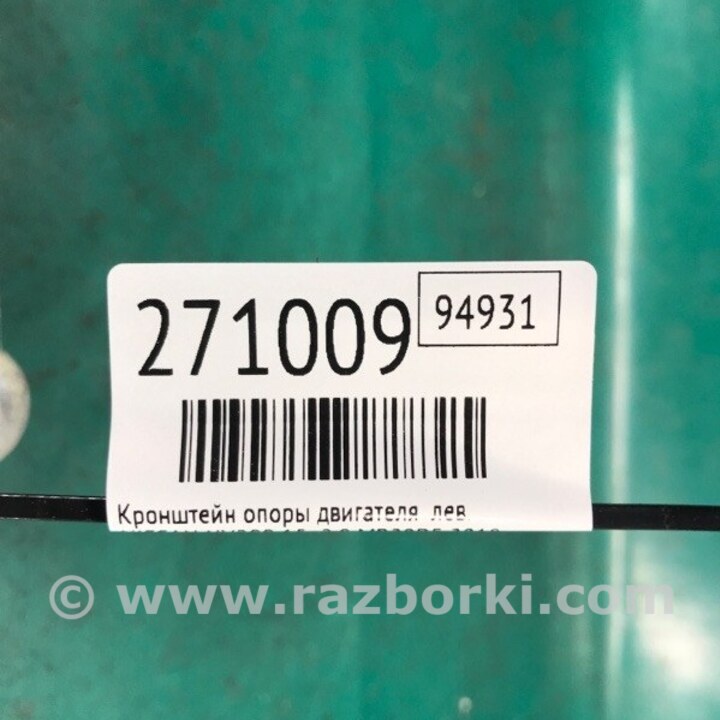 271009
94931
Кронштейн опоры двигателя лев.
© www.razborki.com